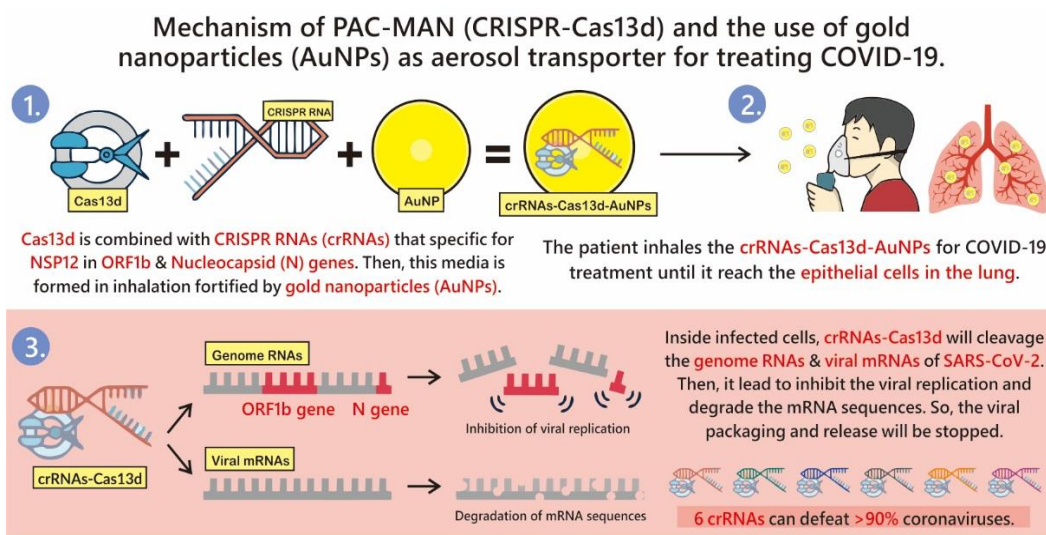 Mechanism of PAC-MAN (CRISPR-Cas13d) and the use of gold
nanoparticles (AuNPs) as aerosol transporter for treating COVID-19.
1.
CRISPR RNA
Cas13d
AuNP
crRNAs-Cas13d-AuNPs
Cas13d is combined with CRISPR RNAs (crRNAs) that specific for
NSP12 in ORF1b & Nucleocapsid (N) genes. Then, this media is
formed in inhalation fortified by gold nanoparticles (AuNPs).
2.
The patient inhales the crRNAs-Cas13d-AuNPs for COVID-19
treatment until it reach the epithelial cells in the lung.
3.
crRNAs-Cas13d
Genome RNAs
ORF1b gene
N gene
Inhibition of viral replication
Viral mRNAs
Degradation of mRNA sequences
Inside infected cells, crRNAs-Cas13d will cleavage
the genome RNAs & viral mRNAs of SARS-CoV-2.
Then, it lead to inhibit the viral replication and
degrade the mRNA sequences. So, the viral
packaging and release will be stopped.
6 crRNAs can defeat >90% coronaviruses.